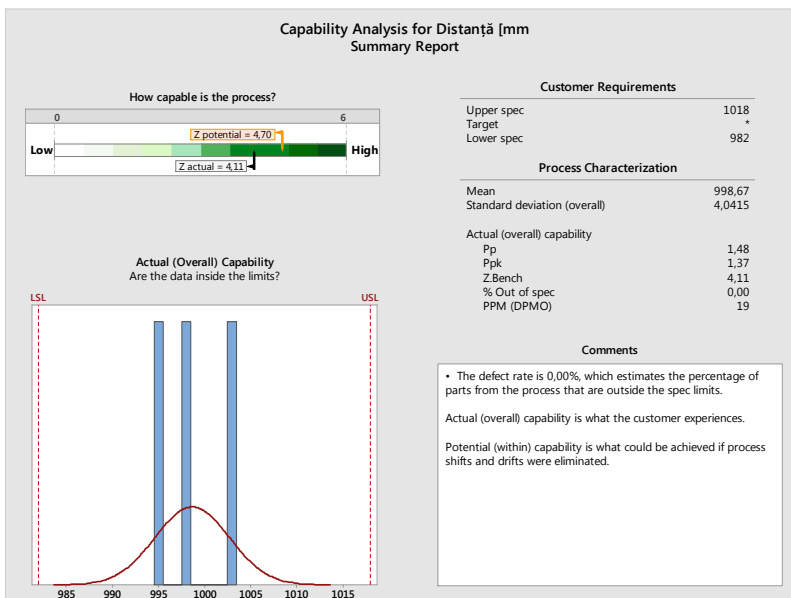 Capability Analysis for Distanță [mm
Summary Report
How capable is the process?
0 6
Z potential = 4,70
Low High
Z actual = 4,11
Actual (Overall) Capability
Are the data inside the limits?
LSL USL
985 990 995 1000 1005 1010 1015
Customer Requirements
Upper spec 1018
Target *
Lower spec 982
Process Characterization
Mean 998,67
Standard deviation (overall) 4,0415
Actual (overall) capability
Pp 1,48
Ppk 1,37
Z.Bench 4,11
% Out of spec 0,00
PPM (DPMO) 19
Comments
• The defect rate is 0,00%, which estimates the percentage of
parts from the process that are outside the spec limits.
Actual (overall) capability is what the customer experiences.
Potential (within) capability is what could be achieved if process
shifts and drifts were eliminated.